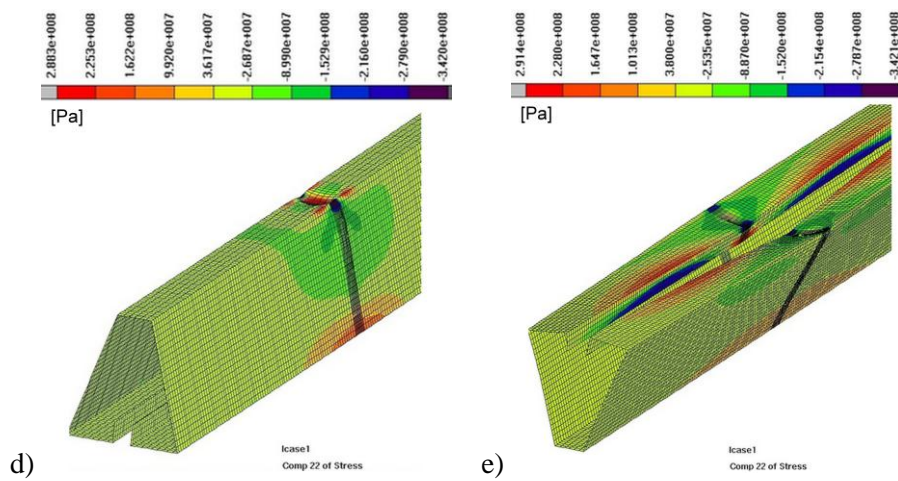 2.883e+008
2.253e+008
1.622e+008
9.920e+007
3.617e+007
-2.687e+007
-8.990e+007
-1.529e+008
-2.160e+008
-2.790e+008
-3.420e+008
[Pa]
lcase1
Comp 22 of Stress
d)
2.914e+008
2.280e+008
1.647e+008
1.013e+008
3.800e+007
-2.535e+007
-8.870e+007
-1.520e+008
-2.154e+008
-2.787e+008
-3.421e+008
[Pa]
lcase1
Comp 22 of Stress
e)